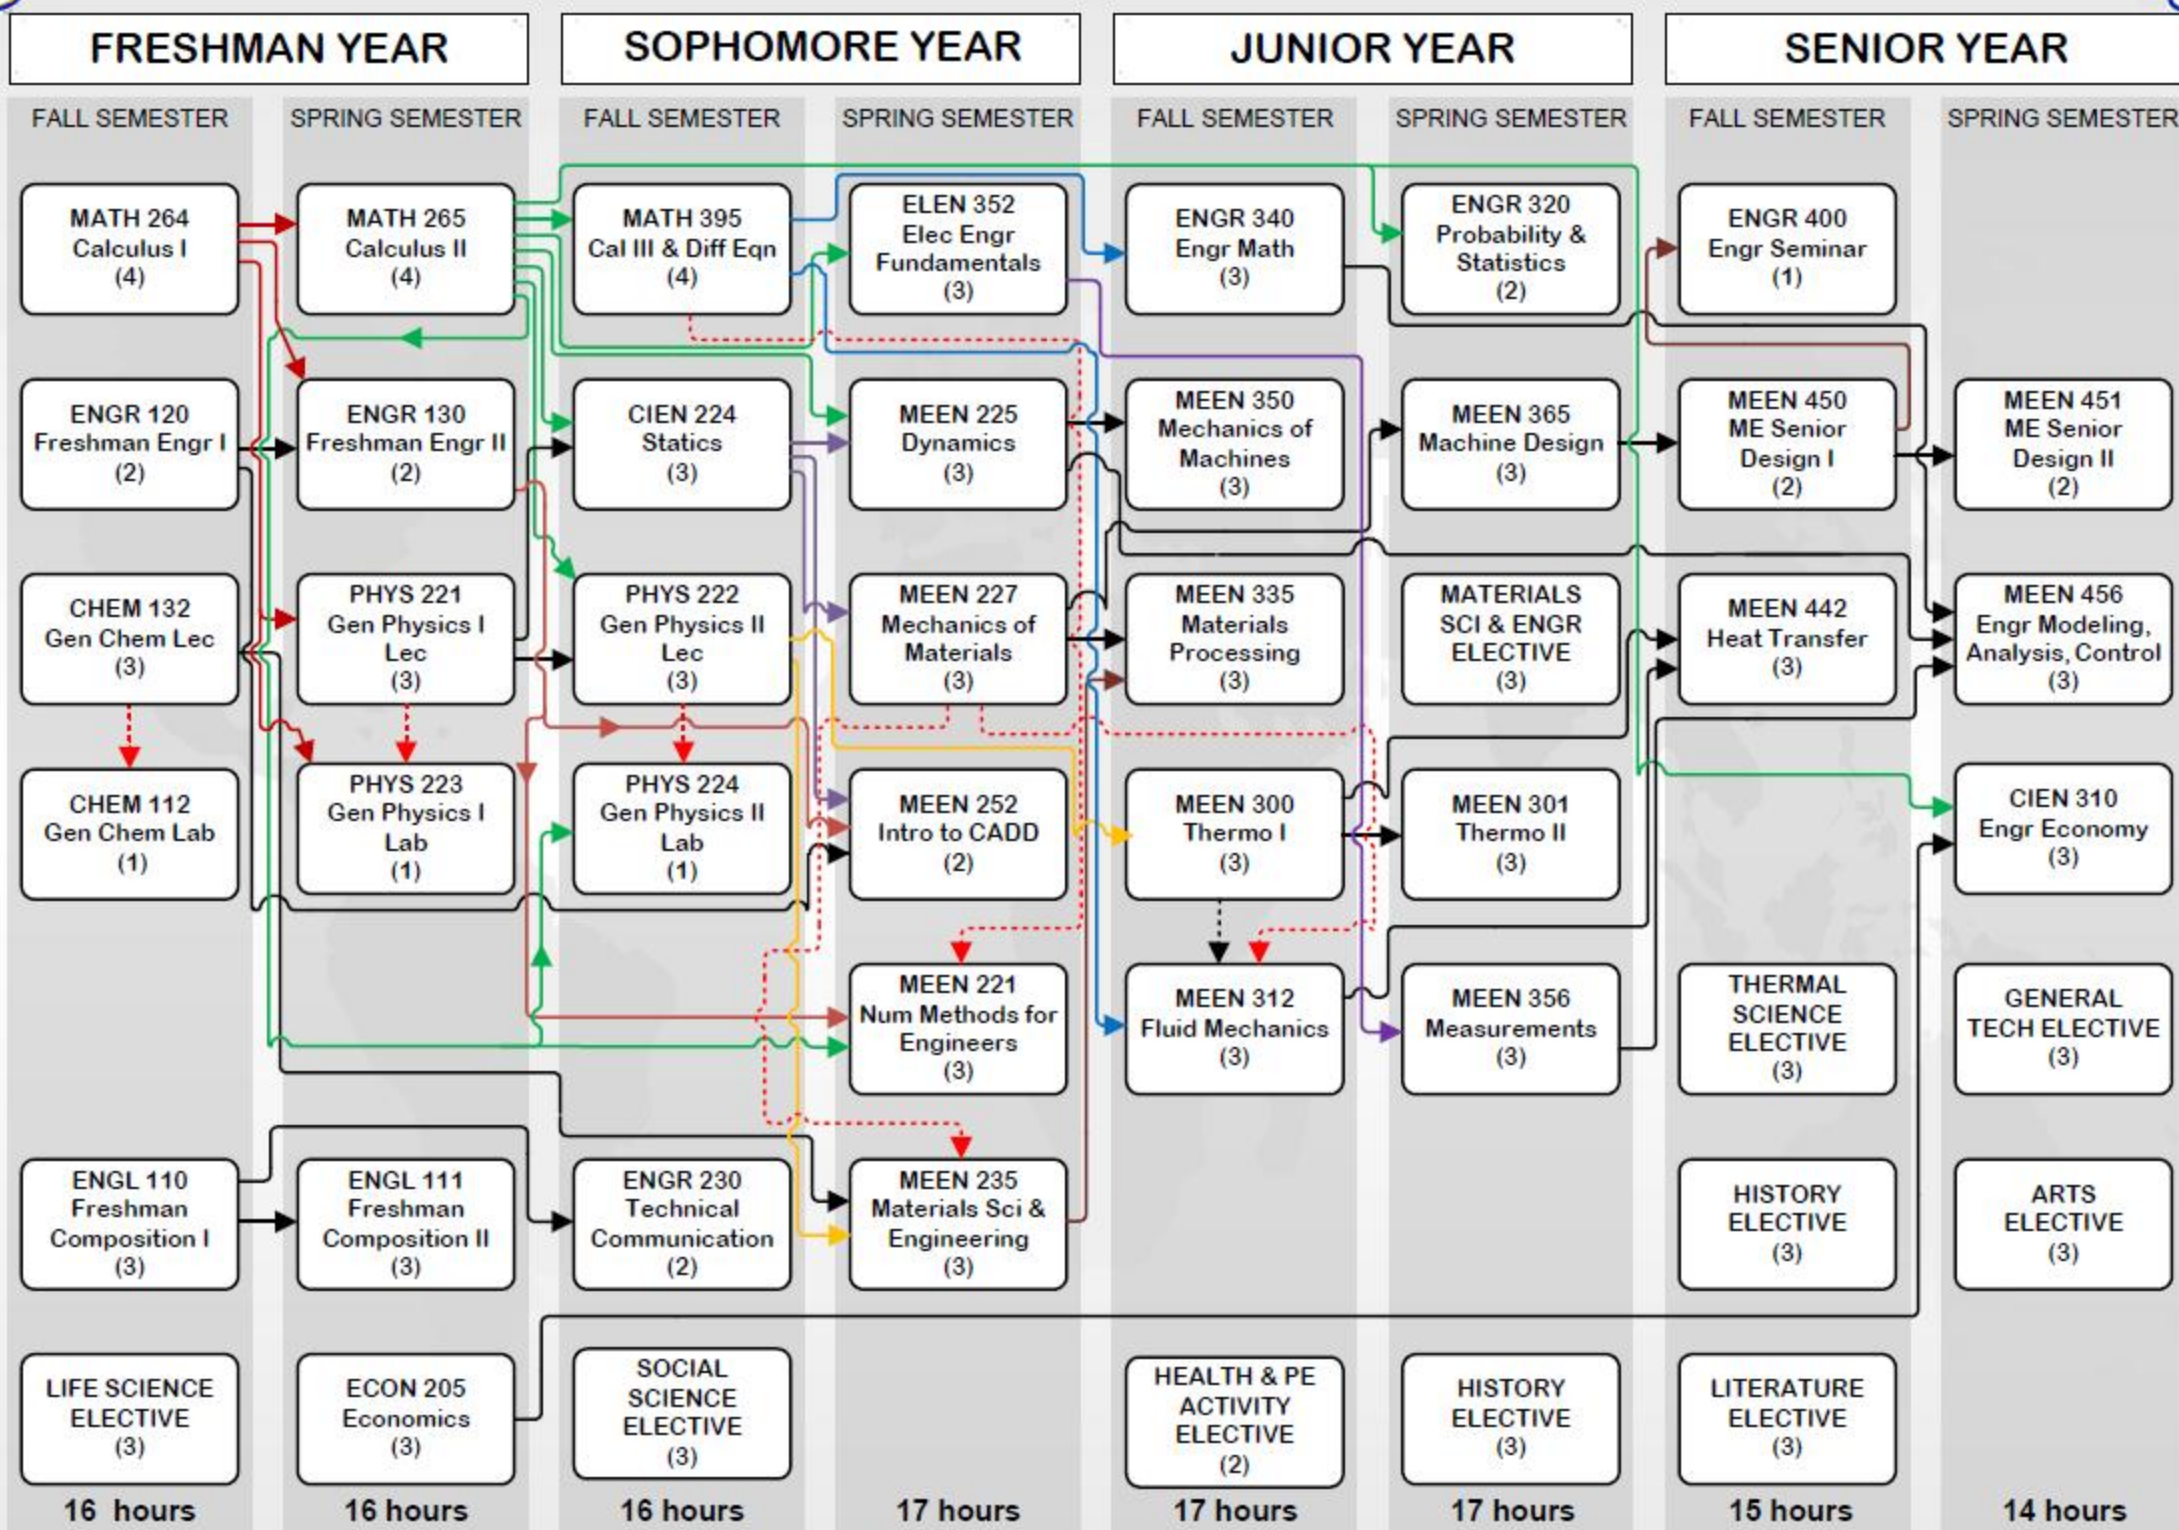 FRESHMAN YEAR
SOPHOMORE YEAR
JUNIOR YEAR
SENIOR YEAR
FALL SEMESTER
SPRING SEMESTER
FALL SEMESTER
SPRING SEMESTER
FALL SEMESTER
SPRING SEMESTER
FALL SEMESTER
SPRING SEMESTER
MATH 264
Calculus I
(4)
MATH 265
Calculus II
(4)
MATH 395
Cal III & Diff Eqn
(4)
ELEN 352
Elec Engr
Fundamentals
(3)
ENGR 340
Engr Math
(3)
ENGR 320
Probability &
Statistics
(2)
ENGR 400
Engr Seminar
(1)
ENGR 120
Freshman Engr I
(2)
ENGR 130
Freshman Engr II
(2)
CIEN 224
Statics
(3)
MEEN 225
Dynamics
(3)
MEEN 350
Mechanics of
Machines
(3)
MEEN 365
Machine Design
(3)
MEEN 450
ME Senior
Design I
(2)
MEEN 451
ME Senior
Design II
(2)
CHEM 132
Gen Chem Lec
(3)
PHYS 221
Gen Physics I
Lec
(3)
PHYS 222
Gen Physics II
Lec
(3)
MEEN 227
Mechanics of
Materials
(3)
MEEN 335
Materials
Processing
(3)
MATERIALS
SCI & ENGR
ELECTIVE
(3)
MEEN 442
Heat Transfer
(3)
MEEN 456
Engr Modeling,
Analysis, Control
(3)
CHEM 112
Gen Chem Lab
(1)
PHYS 223
Gen Physics I
Lab
(1)
PHYS 224
Gen Physics II
Lab
(1)
MEEN 252
Intro to CADD
(2)
MEEN 300
Thermo I
(3)
MEEN 301
Thermo II
(3)
CIEN 310
Engr Economy
(3)
MEEN 221
Num Methods for
Engineers
(3)
MEEN 312
Fluid Mechanics
(3)
MEEN 356
Measurements
(3)
THERMAL
SCIENCE
ELECTIVE
(3)
GENERAL
TECH ELECTIVE
(3)
ENGL 110
Freshman
Composition I
(3)
ENGL 111
Freshman
Composition II
(3)
ENGR 230
Technical
Communication
(2)
MEEN 235
Materials Sci &
Engineering
(3)
HISTORY
ELECTIVE
(3)
ARTS
ELECTIVE
(3)
LIFE SCIENCE
ELECTIVE
(3)
ECON 205
Economics
(3)
SOCIAL
SCIENCE
ELECTIVE
(3)
HEALTH & PE
ACTIVITY
ELECTIVE
(2)
HISTORY
ELECTIVE
(3)
LITERATURE
ELECTIVE
(3)
16 hours
16 hours
16 hours
17 hours
17 hours
17 hours
15 hours
14 hours